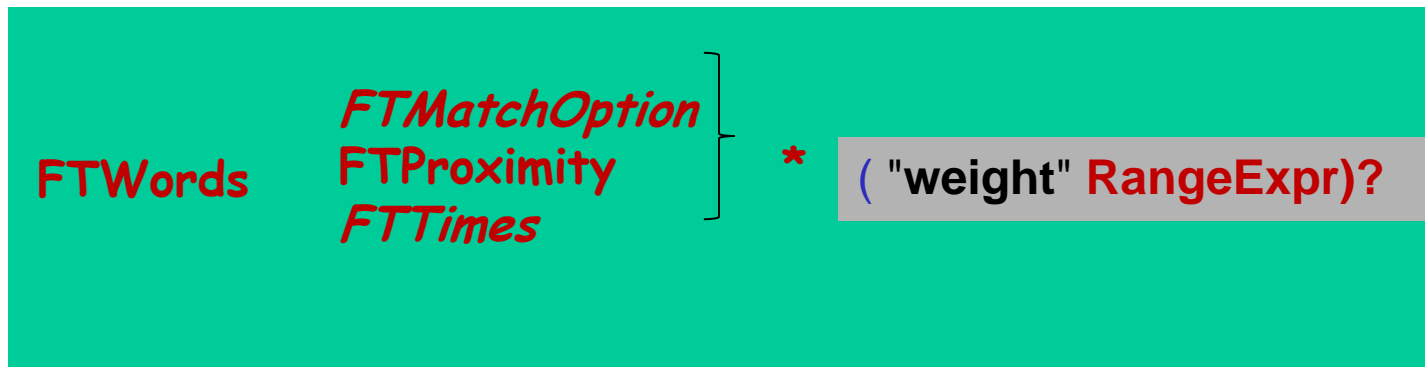 FTWords
FTMatchOption
FTProximity
FTTimes
*
( "weight" RangeExpr)?